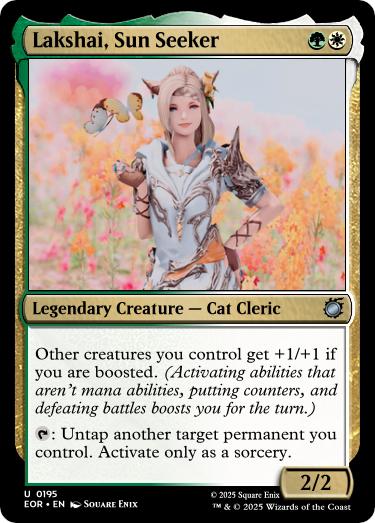 Lakshai, Sun Seeker
Legendary Creature — Cat Cleric
Other creatures you control get +1/+1 if
you are boosted. (Activating abilities that
aren't mana abilities, putting counters, and
defeating battles boosts you for the turn.)
: Untap another target permanent you
control. Activate only as a sorcery.
2/2
U 0195
EOR • EN SQUARE ENIX
© 2025 Square Enix
™ & © 2025 Wizards of the Coast